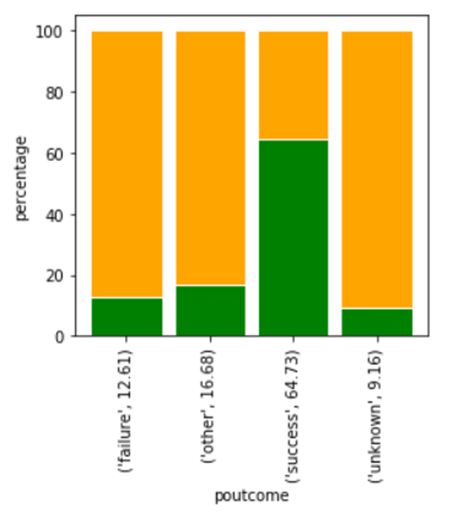 100
80
60
40
20
0
percentage
('failure', 12.61)
('other', 16.68)
('success', 64.73)
('unknown', 9.16)
poutcome